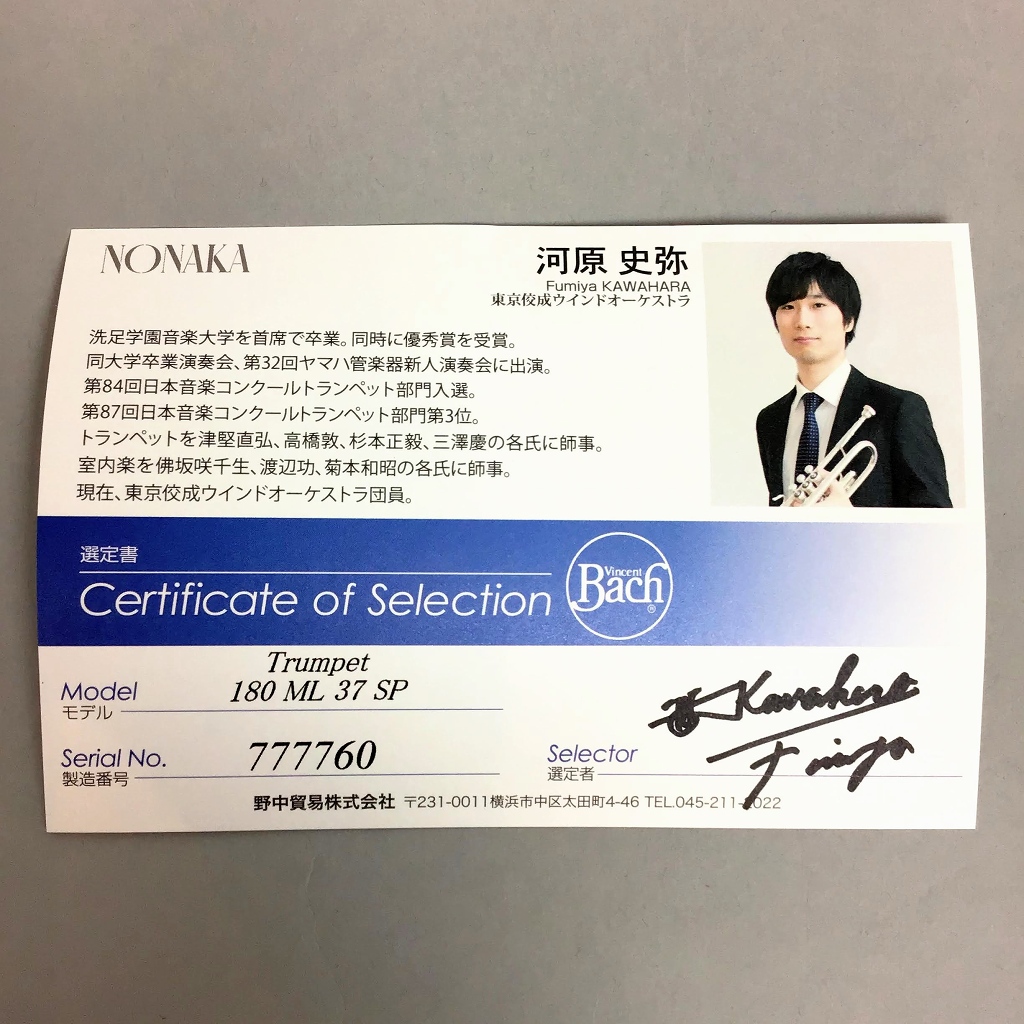 NONAKA
河原 史弥
Fumiya KAWAHARA
東京佼成ウインドオーケストラ
洗足学園音楽大学を首席で卒業。同時に優秀賞を受賞。
同大学卒業演奏会、第32回ヤマハ管楽器新人演奏会に出演。
第84回日本音楽コンクールトランペット部門入選。
第87回日本音楽コンクールトランペット部門第3位。
トランペットを津堅直弘、高橋敦、杉本正毅、三澤慶の各氏に師事。
室内楽を佛坂咲千生、渡辺功、菊本和昭の各氏に師事。
現在、東京佼成ウインドオーケストラ団員。
選定書
Certificate of Selection
Vincent
Bach ®
Trumpet
Model 180 ML 37 SP
モデル
Serial No. 777760
製造番号
Kawahara
Fumiya
Selector
選定者
野中貿易株式会社 〒231-0011横浜市中区太田町4-46 TEL.045-211-2022